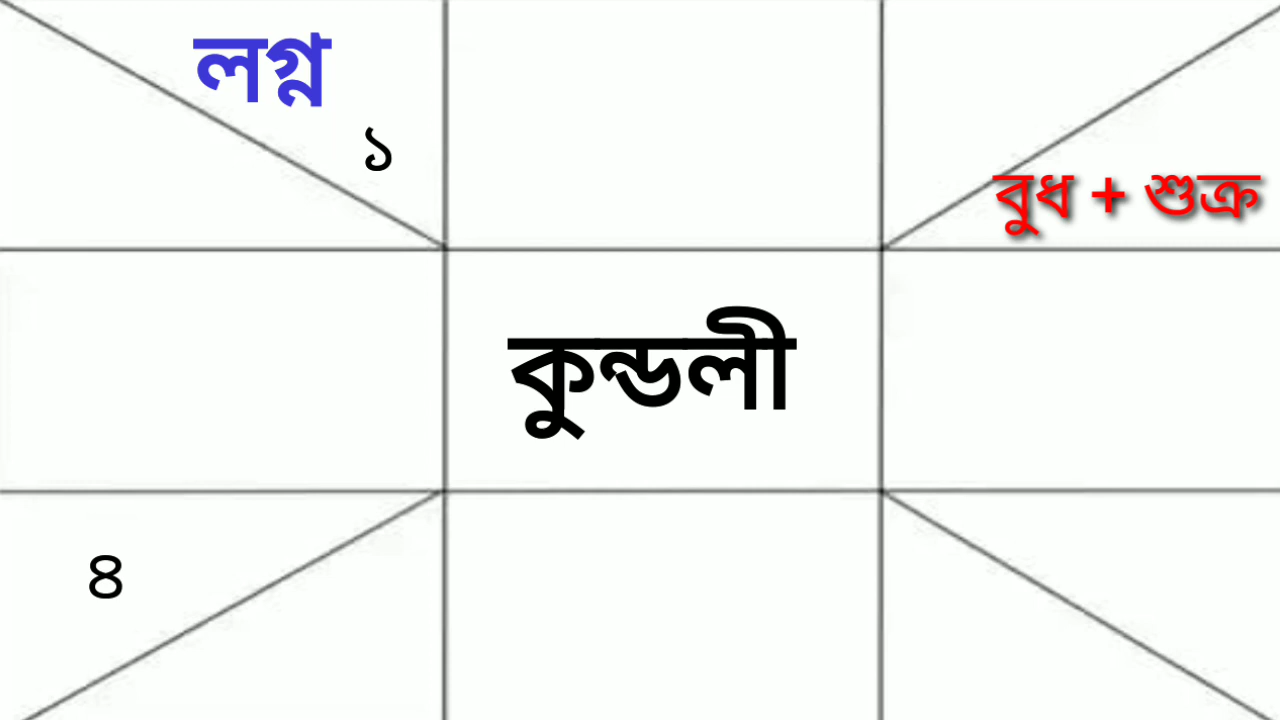 লগ্ন
১
বুধ + শুক্র
কুন্ডলী
৪